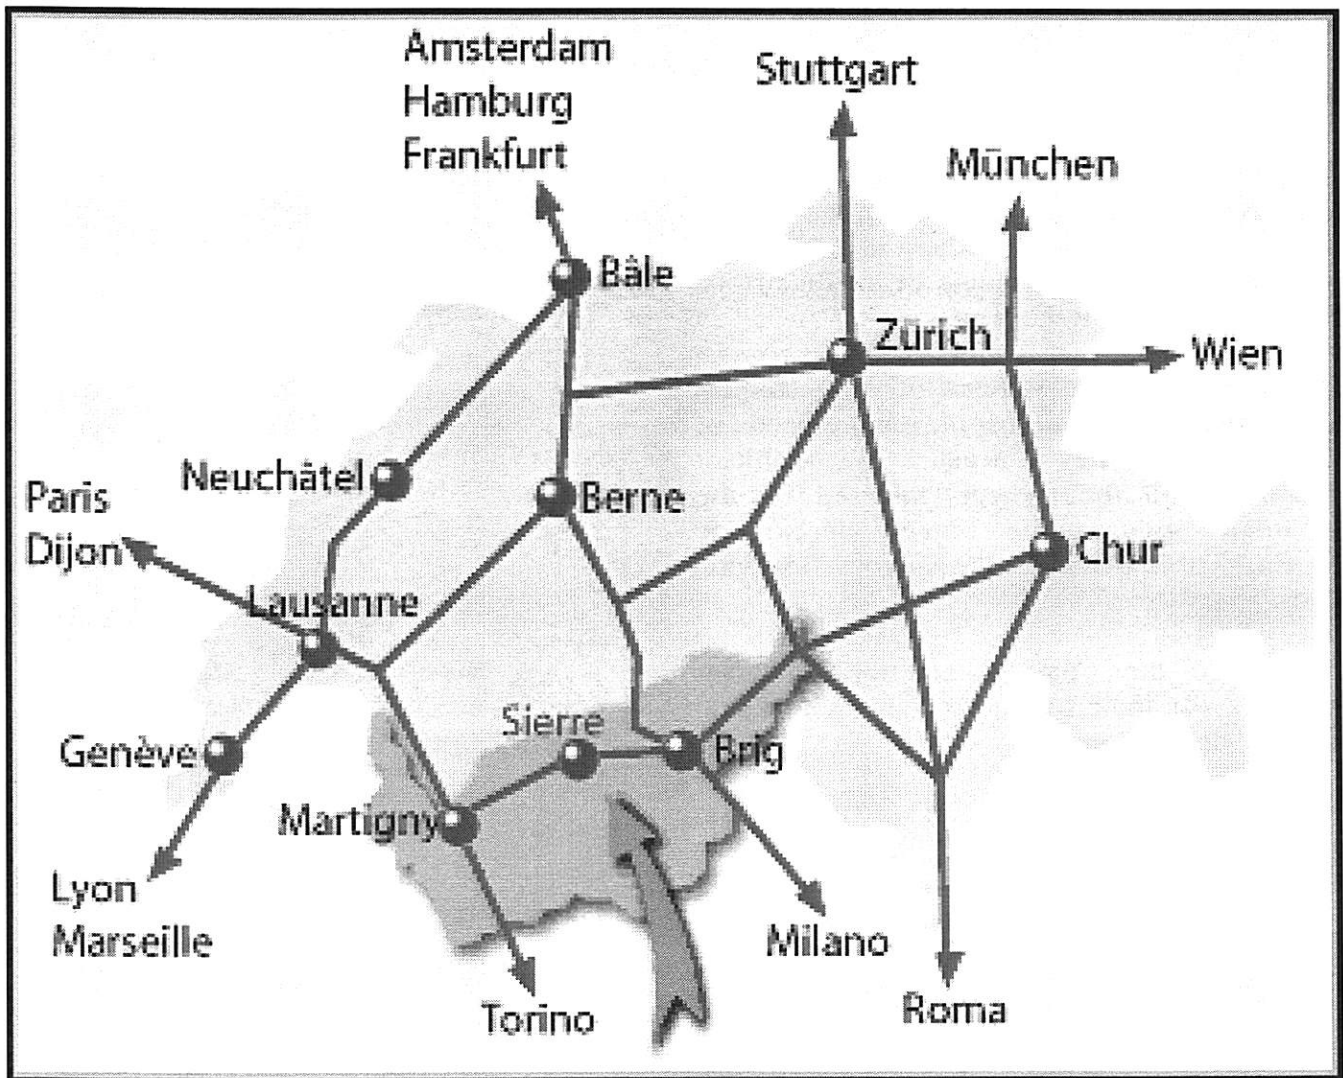 Amsterdam
Hamburg
Frankfurt
Stuttgart
München
Bâle
Zürich
Wien
Neuchâtel
Berne
Paris
Dijon
Chur
Lausanne
Sierre
Genève
Brig
Martigny
Lyon
Marseille
Milano
Torino
Roma